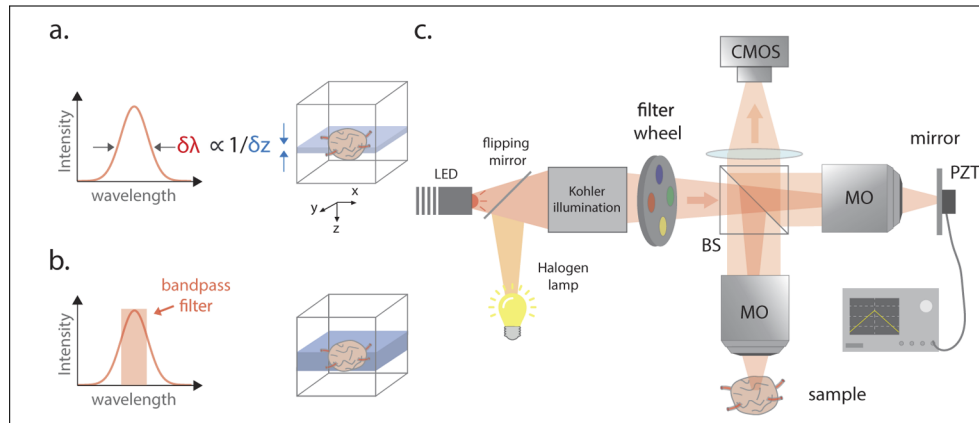 a.
Intensity
wavelength
δλ ∝ 1/δz
x
y
z
b.
bandpass
filter
Intensity
wavelength
c.
CMOS
filter
wheel
mirror
flipping
mirror
PZT
LED
Kohler
illumination
MO
BS
Halogen
lamp
MO
sample